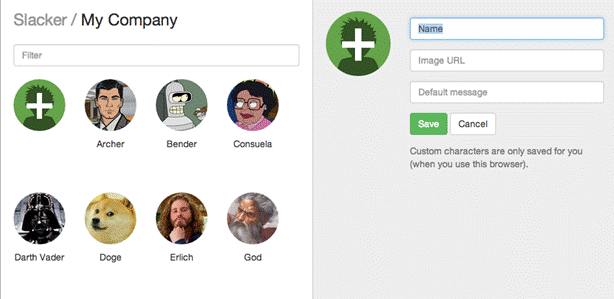 Slacker / My Company
Filter
Archer
Bender
Consuela
Darth Vader
Doge
Erlich
God
Name
Image URL
Default message
Save
Cancel
Custom characters are only saved for you
(when you use this browser).